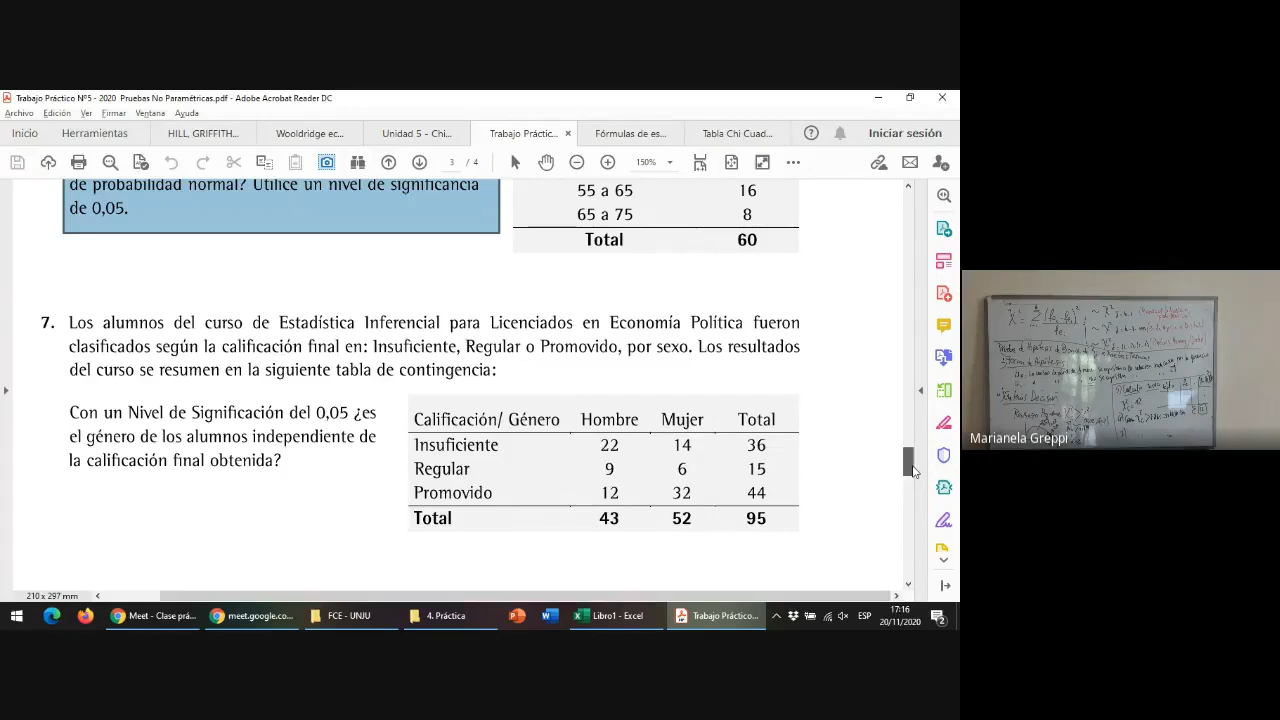 Trabajo Práctico Nº5 - 2020 Pruebas No Paramétricas.pdf - Adobe Acrobat Reader DC
Archivo Edición Ver Firmar Ventana Ayuda
Inicio Herramientas HILL, GRIFFITH... Wooldridge ec... Unidad 5 - Chi... Trabajo Práctic... × Fórmulas de es... Tabla Chi Cuad... Iniciar sesión
3 / 4 150%
de probabilidad normal? Utilice un nivel de significancia
de 0,05.
55 a 65 16
65 a 75 8
Total 60
7. Los alumnos del curso de Estadística Inferencial para Licenciados en Economía Política fueron
clasificados según la calificación final en: Insuficiente, Regular o Promovido, por sexo. Los resultados
del curso se resumen en la siguiente tabla de contingencia:
Con un Nivel de Significación del 0,05 ¿es
el género de los alumnos independiente de
la calificación final obtenida?
Calificación/ Género Hombre Mujer Total
Insuficiente 22 14 36
Regular 9 6 15
Promovido 12 32 44
Total 43 52 95
210 x 297 mm
Meet - Clase prá... meet.google.co... FCE - UNJU 4. Práctica Libro1 - Excel Trabajo Práctico... ESP 17:16
20/11/2020
2
Marianela Greppi